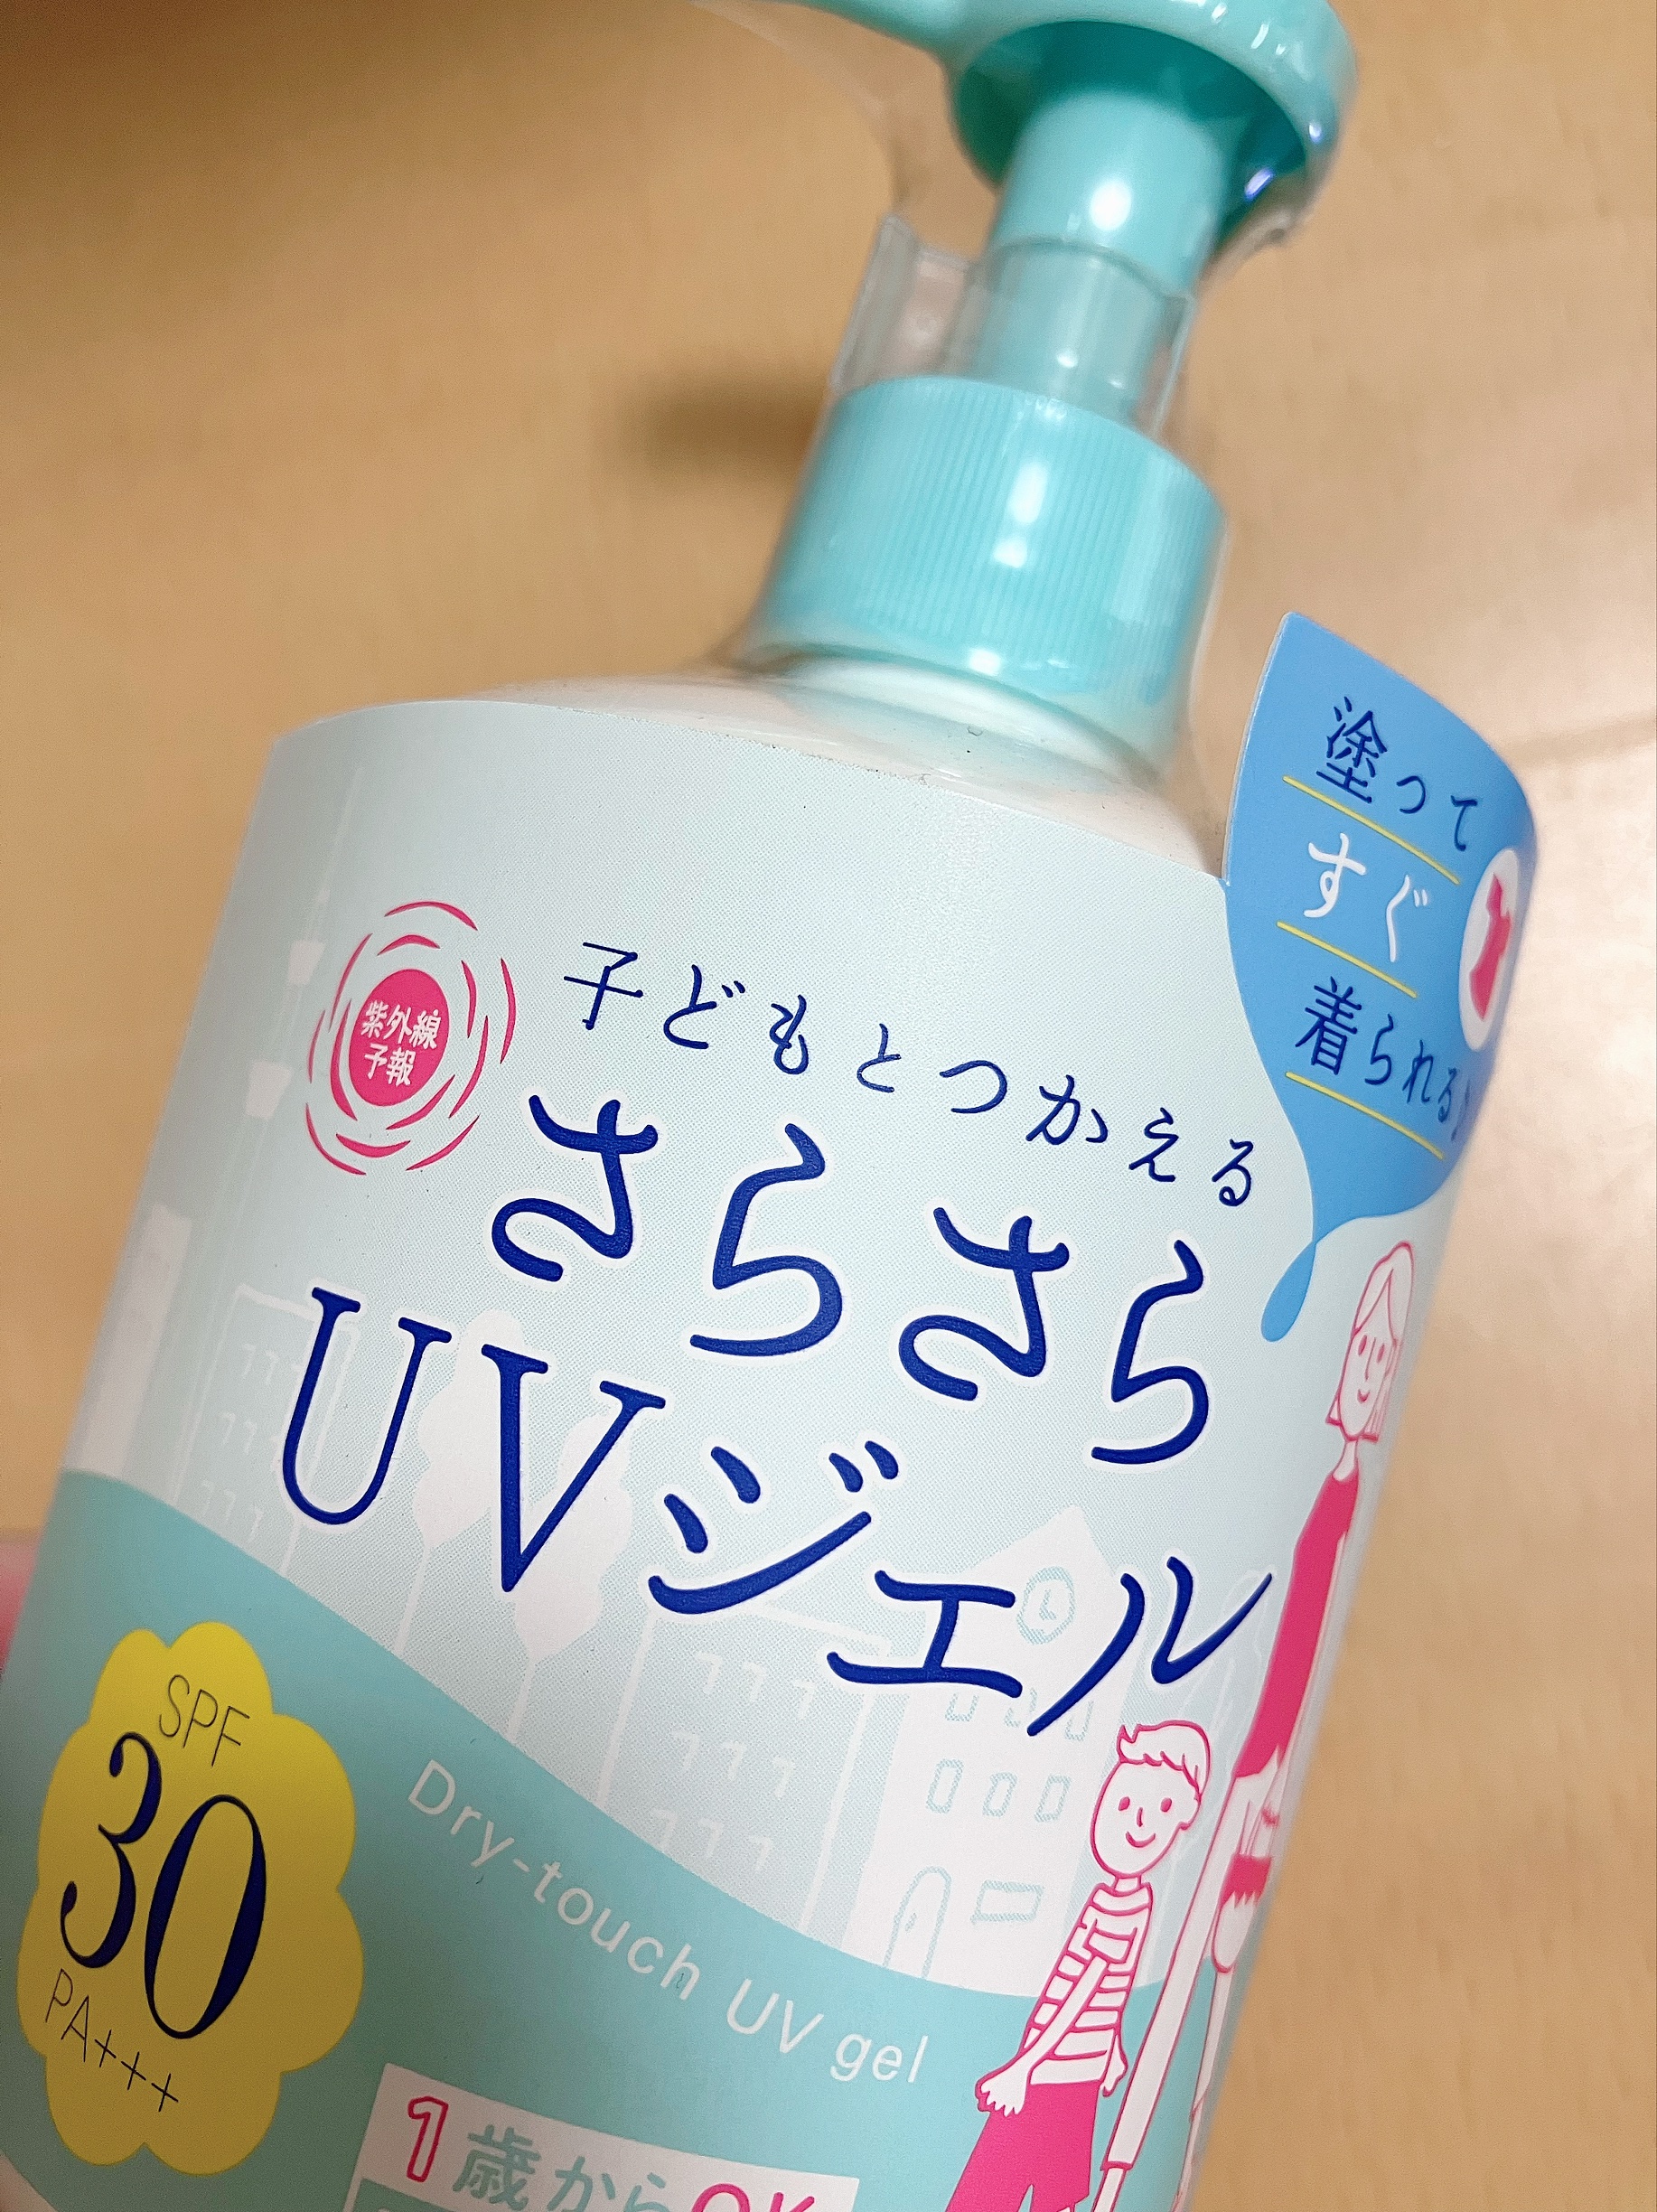 塗って
すぐ
着られる♪
紫外線
予報
子どもとつかえる
さらさら
UVジェル
SPF
30
PA+++
Dry-touch UV gel
1歳からOK